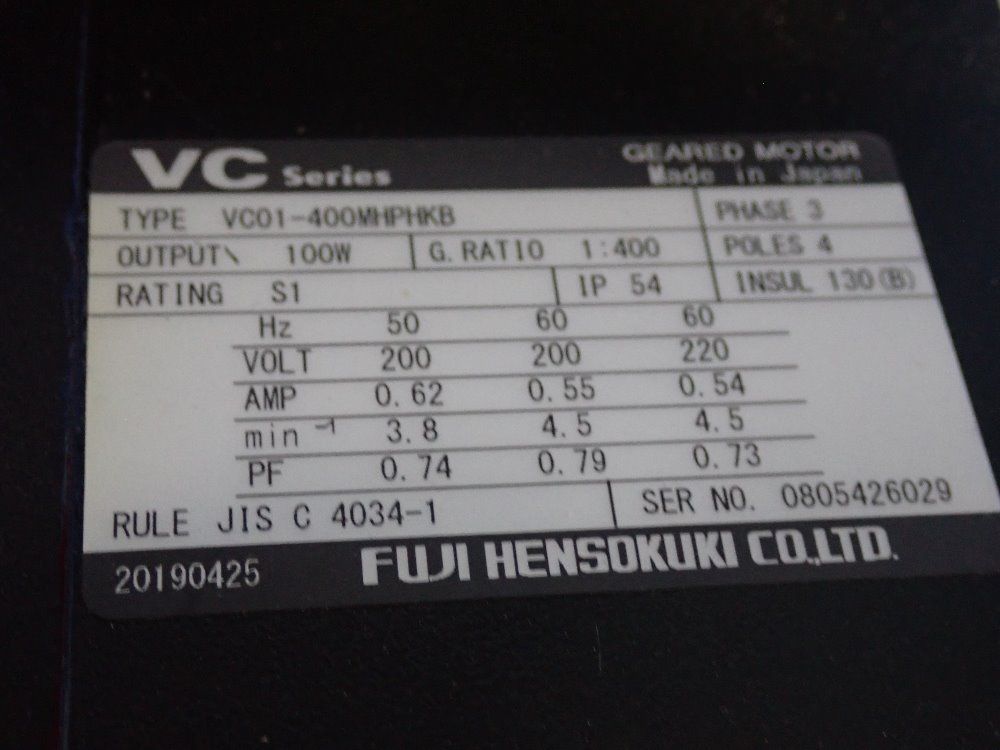 VC Series GEARED MOTOR
Made in Japan
TYPE VC01-400MHPHKB PHASE 3
OUTPUT\ 100W G.RATIO 1:400 POLES 4
RATING S1 IP 54 INSUL 130(B)
Hz 50 60 60
VOLT 200 200 220
AMP 0.62 0.55 0.54
min⁻¹ 3.8 4.5 4.5
PF 0.74 0.79 0.73
RULE JIS C 4034-1 SER NO. 0805426029
20190425 FUJI HENSOKUKI CO.,LTD.